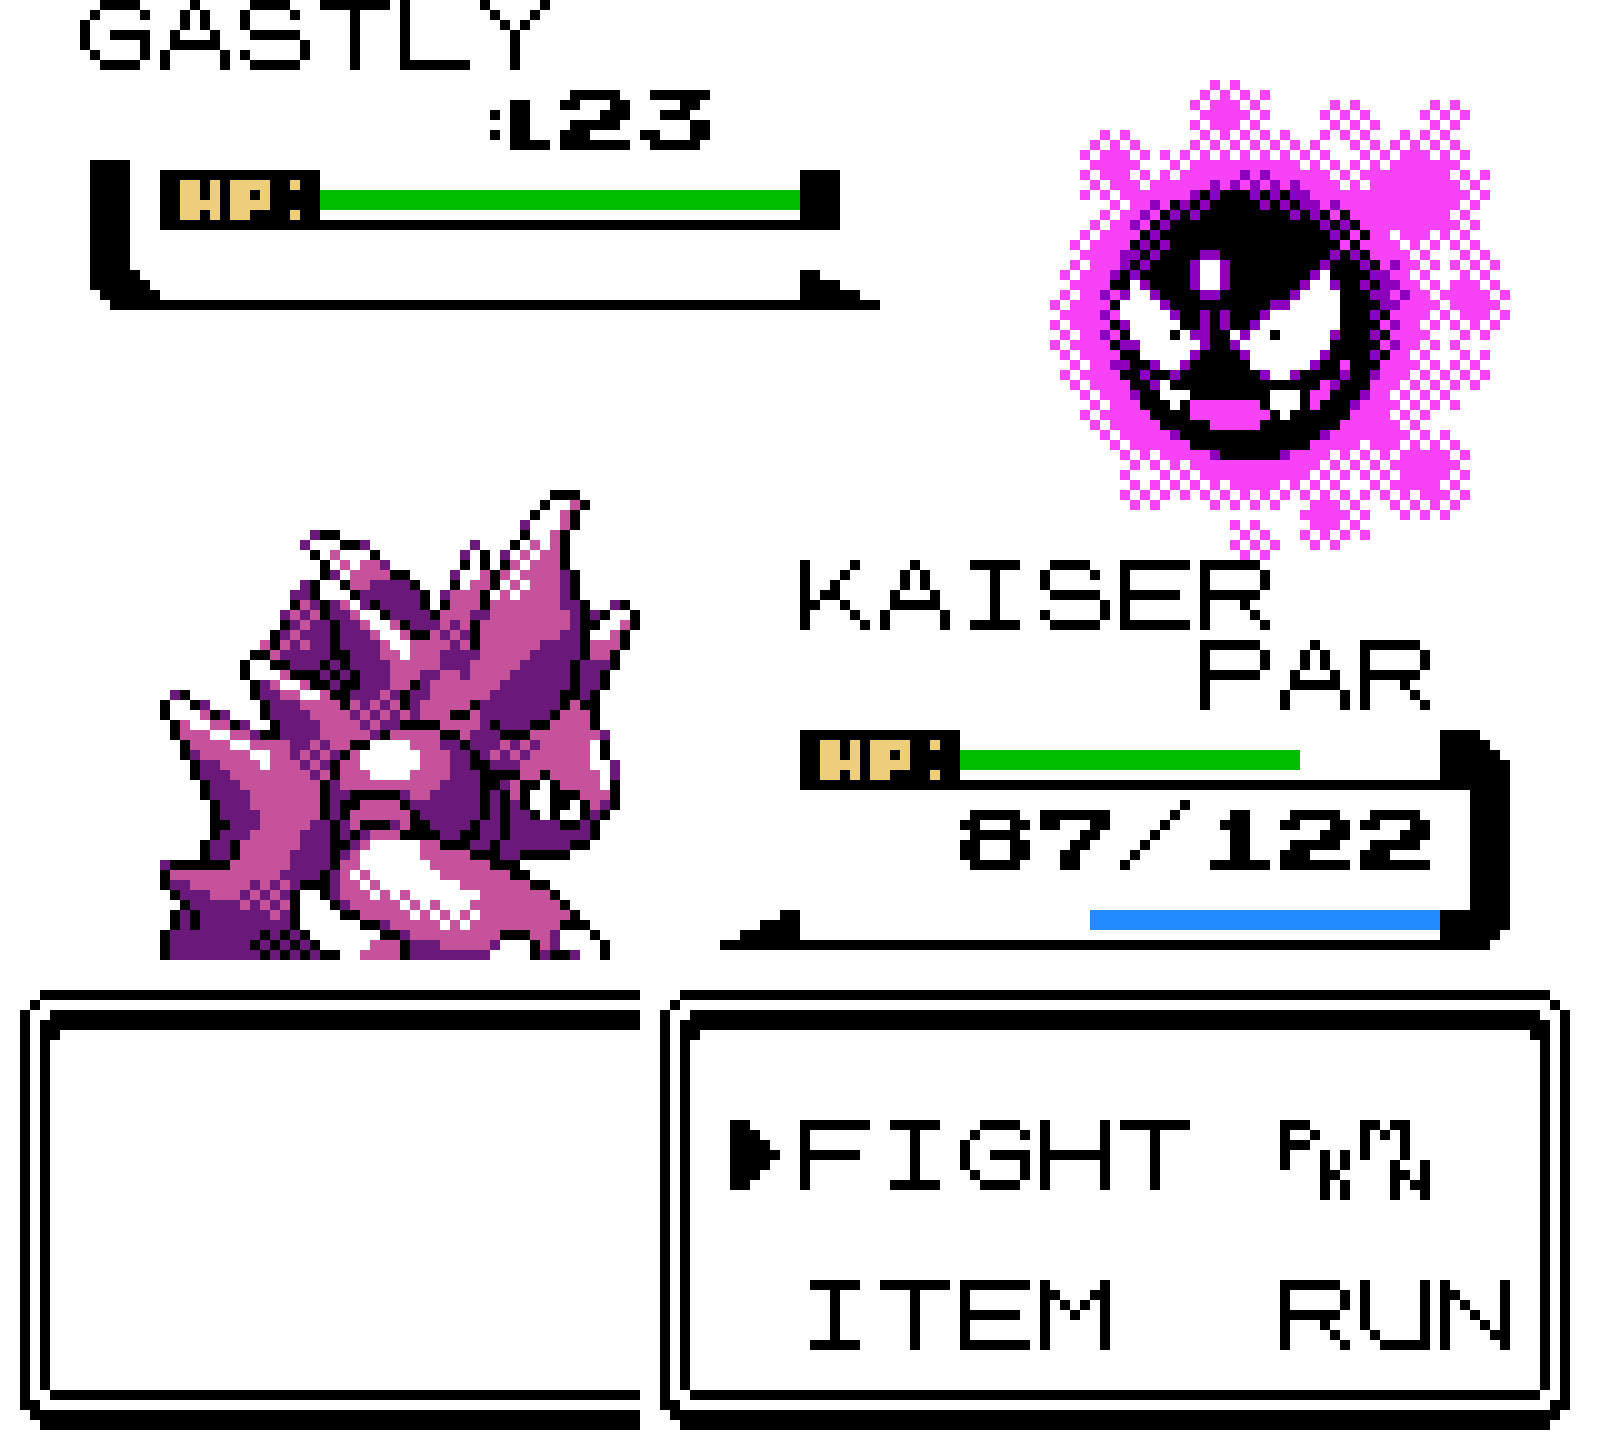 GASTLY
:L23
HP:
KAISER
PAR
HP:
87/122
FIGHT PKMN
ITEM RUN